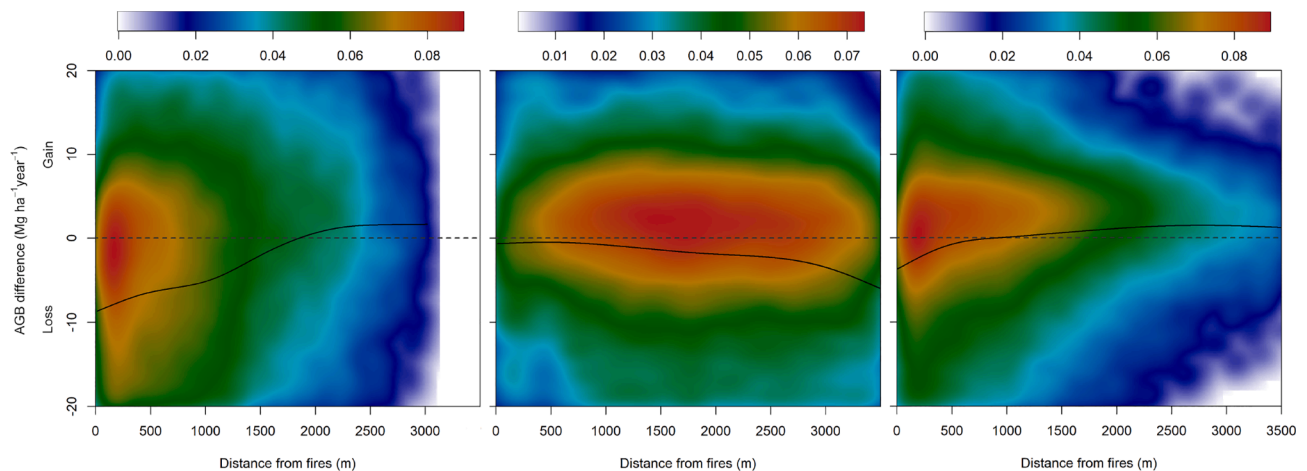 0.00 0.02 0.04 0.06 0.08
0.01 0.02 0.03 0.04 0.05 0.06 0.07
0.00 0.02 0.04 0.06 0.08
AGB difference (Mg ha⁻¹year⁻¹)
Loss Gain
20
10
0
10
-20
0 500 1000 1500 2000 2500 3000
0 500 1000 1500 2000 2500 3000
0 500 1000 1500 2000 2500 3000 3500
Distance from fires (m)
Distance from fires (m)
Distance from fires (m)